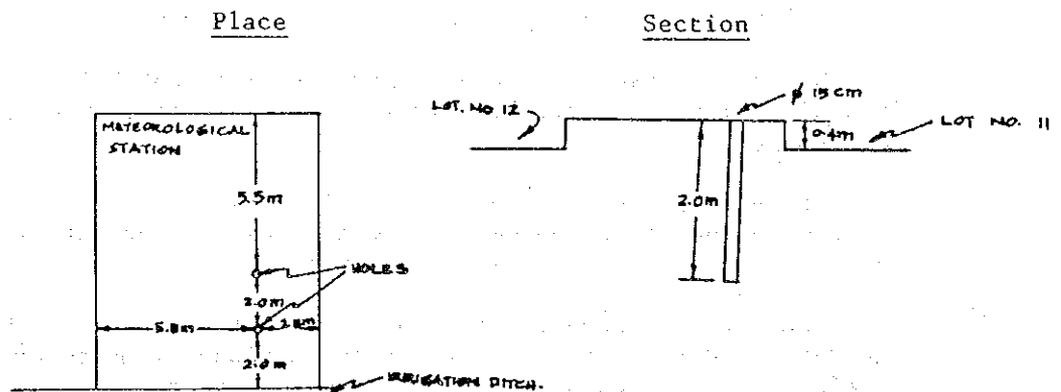 Place
Section
LOT. NO 12
ϕ 15 cm
LOT NO. 11
0.4m
MATEOROLOGICAL
STATION
5.5m
2.0m
HOLES
2.0m
5.8m
2.0m
IRRIGATION DITCH.